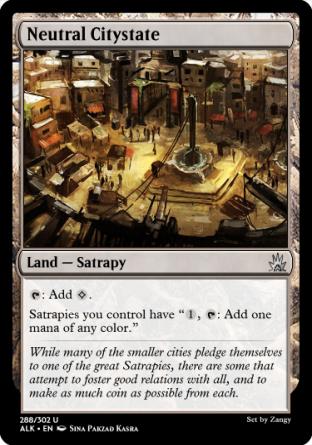 Neutral Citystate
Land — Satrapy
: Add .
Satrapies you control have “1, : Add one
mana of any color.”
While many of the smaller cities pledge themselves
to one of the great Satrapies, there are some that
attempt to foster good relations with all, and to
make as much coin as possible from each.
288/302 U
Set by Zangy
ALK • EN Sina Pakzad Kasra